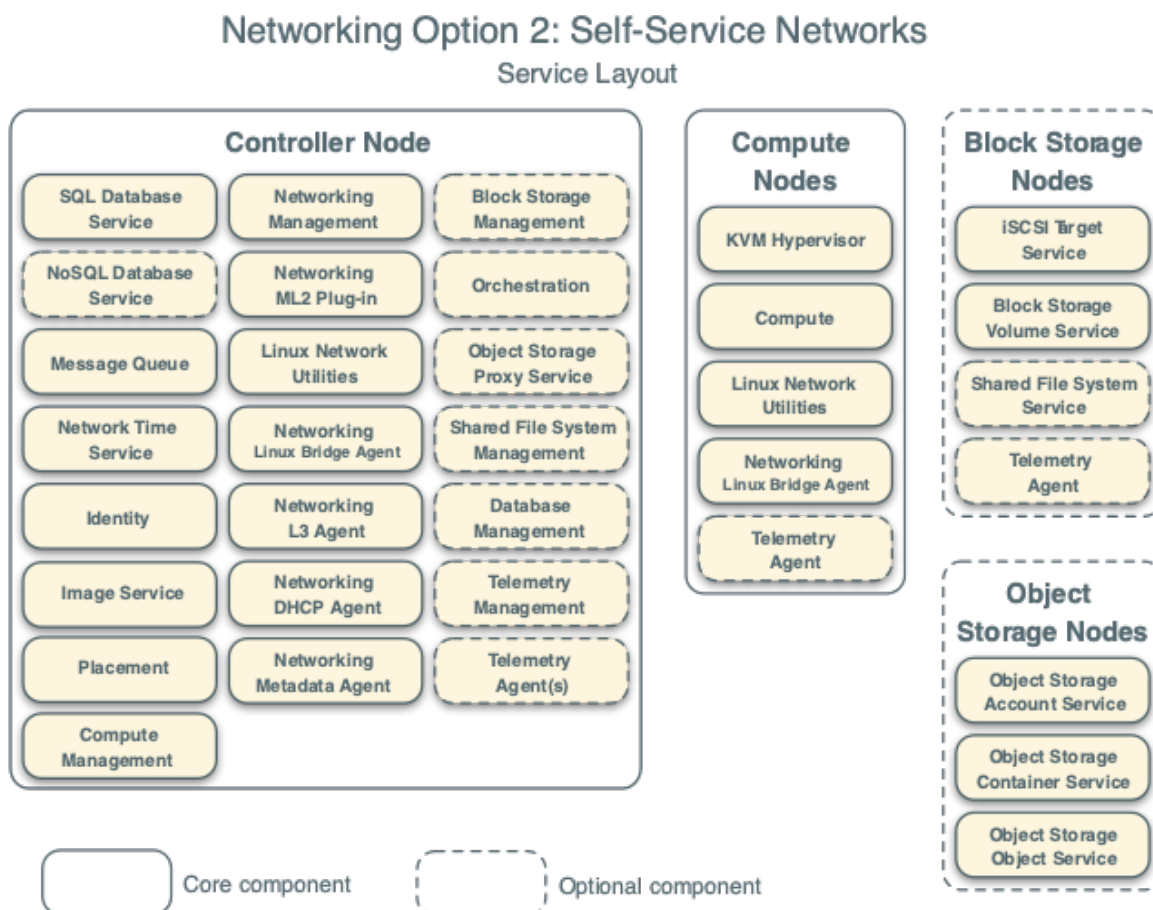 Networking Option 2: Self-Service Networks
Service Layout
Controller Node
SQL Database
Service
NoSQL Database
Service
Message Queue
Network Time
Service
Identity
Image Service
Placement
Compute
Management
Networking
Management
Networking
ML2 Plug-in
Linux Network
Utilities
Networking
Linux Bridge Agent
Networking
L3 Agent
Networking
DHCP Agent
Networking
Metadata Agent
Block Storage
Management
Orchestration
Object Storage
Proxy Service
Shared File System
Management
Database
Management
Telemetry
Management
Telemetry
Agent(s)
Compute
Nodes
KVM Hypervisor
Compute
Linux Network
Utilities
Networking
Linux Bridge Agent
Telemetry
Agent
Block Storage
Nodes
iSCSI Target
Service
Block Storage
Volume Service
Shared File System
Service
Telemetry
Agent
Object
Storage Nodes
Object Storage
Account Service
Object Storage
Container Service
Object Storage
Object Service
Core component
Optional component